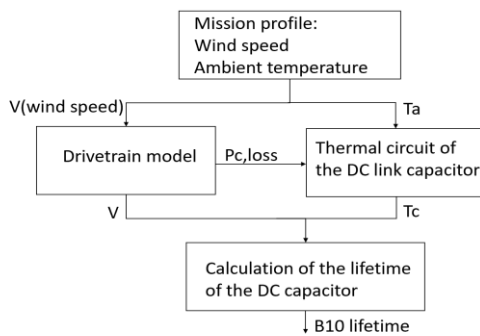 Mission profile:
Wind speed
Ambient temperature
V(wind speed)
Ta
Drivetrain model
Pc,loss
Thermal circuit of
the DC link capacitor
V
Tc
Calculation of the lifetime
of the DC capacitor
B10 lifetime